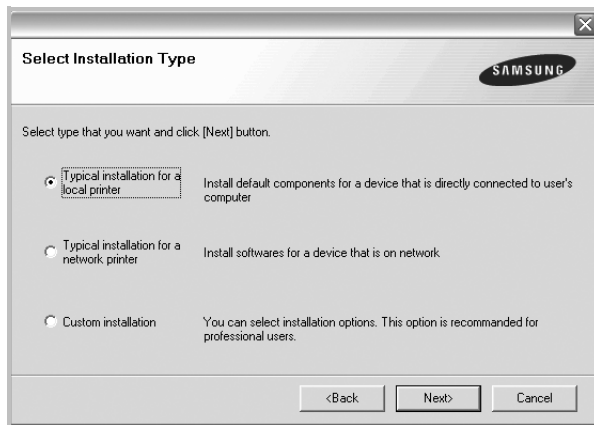 Select Installation Type
SAMSUNG
Select type that you want and click [Next] button.
Typical installation for a
local printer
Install default components for a device that is directly connected to user's
computer
Typical installation for a
network printer
Install softwares for a device that is on network
Custom installation
You can select installation options. This option is recommanded for
professional users.
<Back
Next>
Cancel